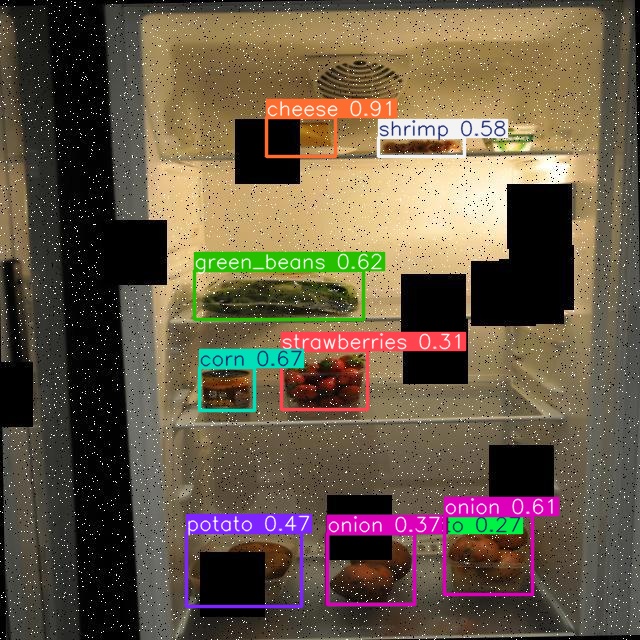 cheese 0.91
shrimp 0.58
green_beans 0.62
strawberries 0.31
corn 0.67
onion 0.61
potato 0.47
onion 0.37
to 0.27